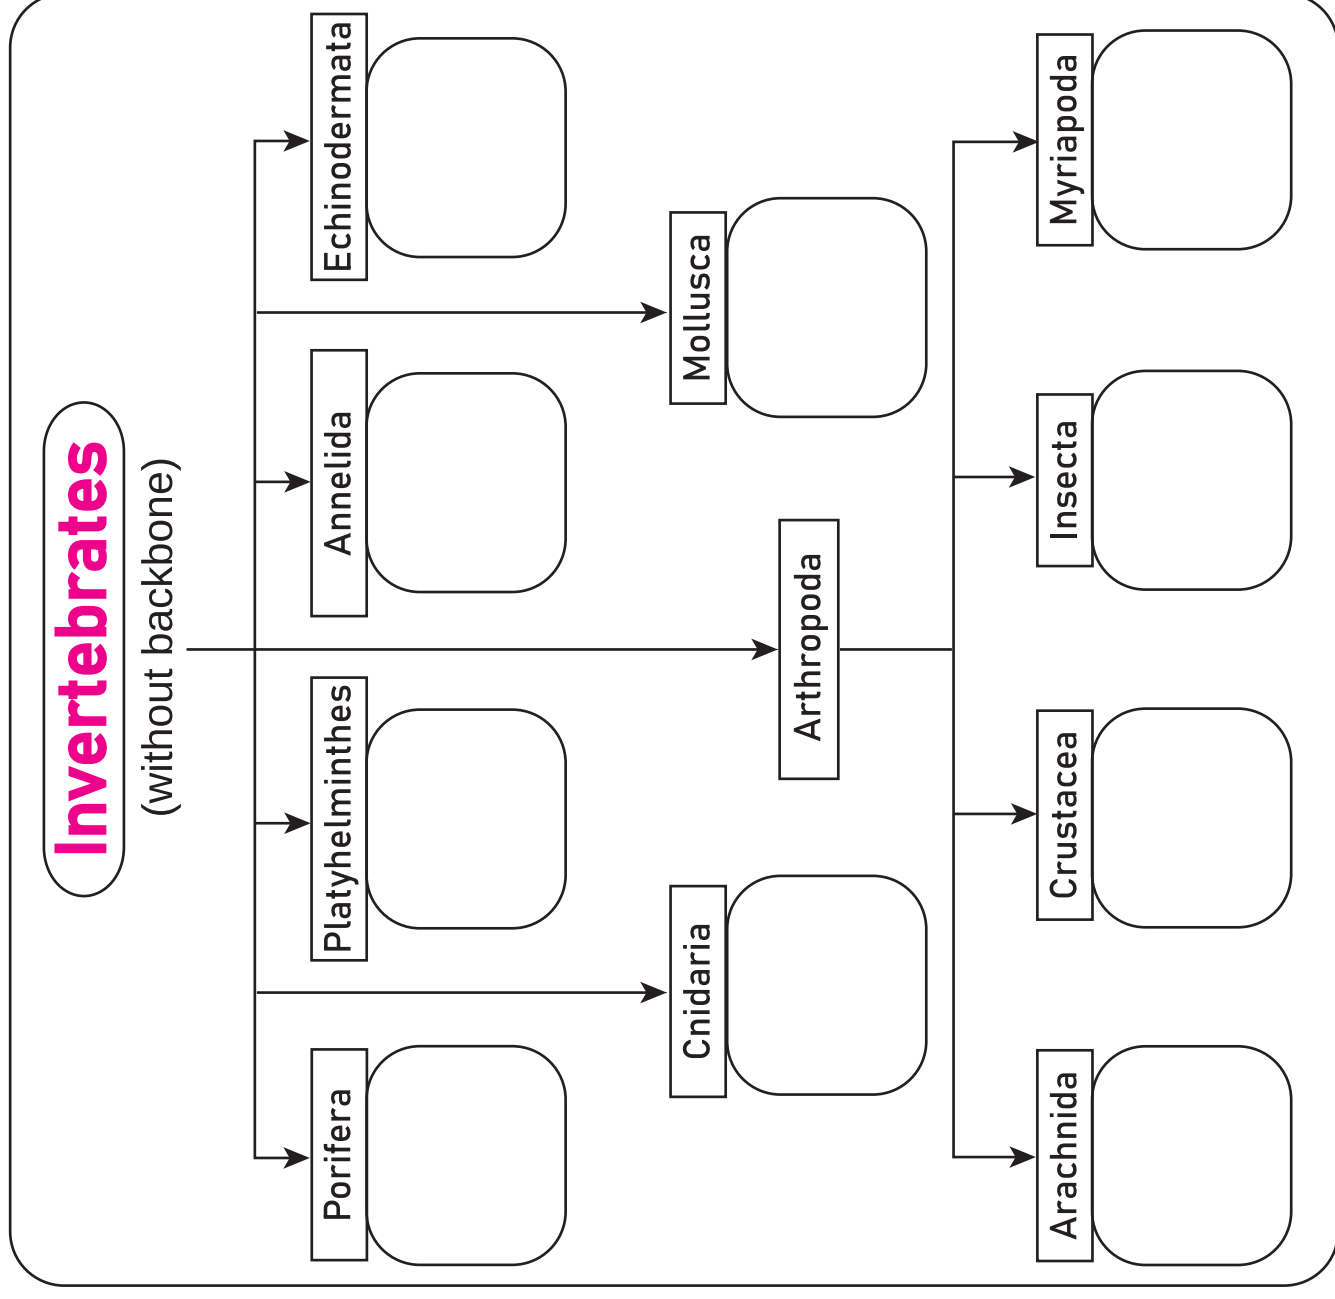 Invertebrates
(without backbone)
Porifera
Platyhelminthes
Annelida
Echinodermata
Cnidaria
Mollusca
Arthropoda
Arachnida
Crustacea
Insecta
Myriapoda